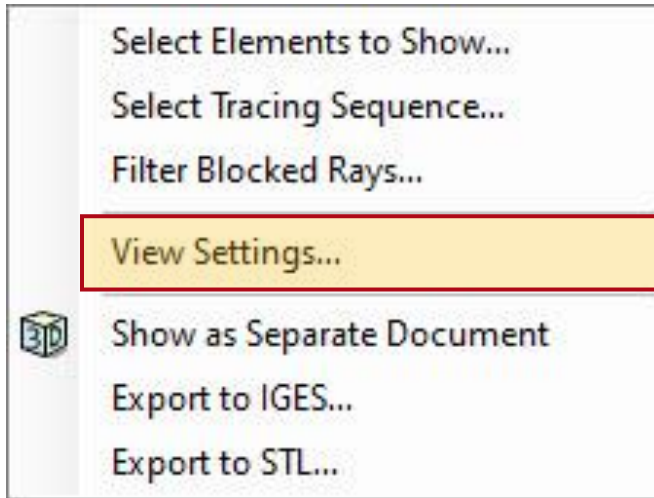 Select Elements to Show...
Select Tracing Sequence...
Filter Blocked Rays...
View Settings...
3D Show as Separate Document
Export to IGES...
Export to STL...